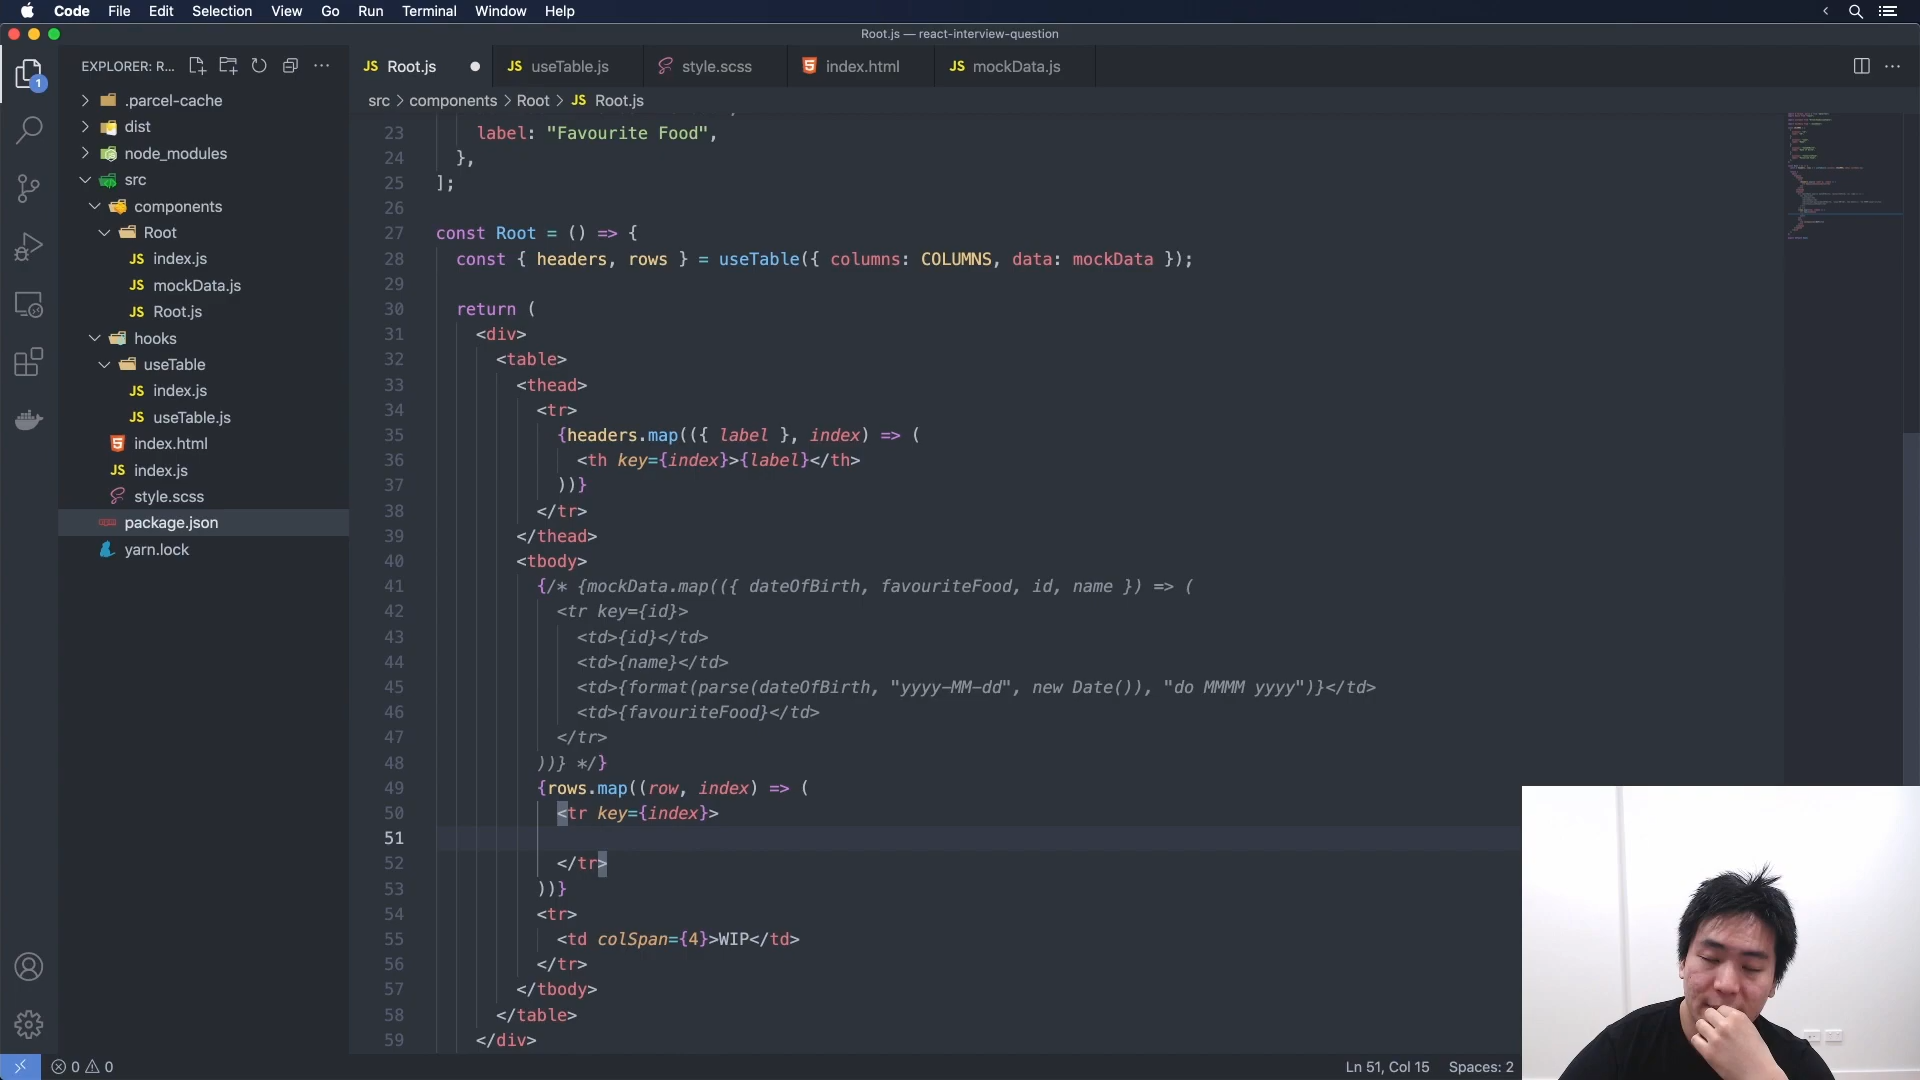 Code File Edit Selection View Go Run Terminal Window Help
Root.js — react-interview-question
EXPLORER: R...
JS Root.js
JS useTable.js
style.scss
index.html
JS mockData.js
src > components > Root > JS Root.js
1
.parcel-cache
dist
node_modules
src
components
Root
JS index.js
JS mockData.js
JS Root.js
hooks
useTable
JS index.js
JS useTable.js
index.html
JS index.js
style.scss
package.json
yarn.lock
23 label: "Favourite Food",
24 },
25 ];
26
27 const Root = () => {
28 const { headers, rows } = useTable({ columns: COLUMNS, data: mockData });
29
30 return (
31 <div>
32 <table>
33 <thead>
34 <tr>
35 {headers.map(({ label }, index) => (
36 <th key={index}>{label}</th>
37 ))}
38 </tr>
39 </thead>
40 <tbody>
41 {/* {mockData.map(({ dateOfBirth, favouriteFood, id, name }) => (
42 <tr key={id}>
43 <td>{id}</td>
44 <td>{name}</td>
45 <td>{format(parse(dateOfBirth, "yyyy-MM-dd", new Date()), "do MMMM yyyy")}</td>
46 <td>{favouriteFood}</td>
47 </tr>
48 ))} */}
49 {rows.map((row, index) => (
50 <tr key={index}>
51
52 </tr>
53 ))}
54 <tr>
55 <td colSpan={4}>WIP</td>
56 </tr>
57 </tbody>
58 </table>
59 </div>
0 0
Ln 51, Col 15 Spaces: 2